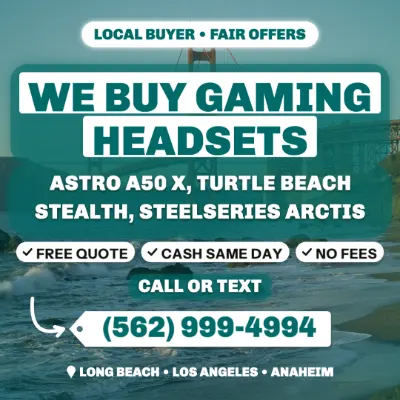 LOCAL BUYER • FAIR OFFERS
WE BUY GAMING
HEADSETS
ASTRO A50 X, TURTLE BEACH
STEALTH, STEELSERIES ARCTIS
✓ FREE QUOTE ✓ CASH SAME DAY ✓ NO FEES
CALL OR TEXT
(562) 999-4994
LONG BEACH • LOS ANGELES • ANAHEIM